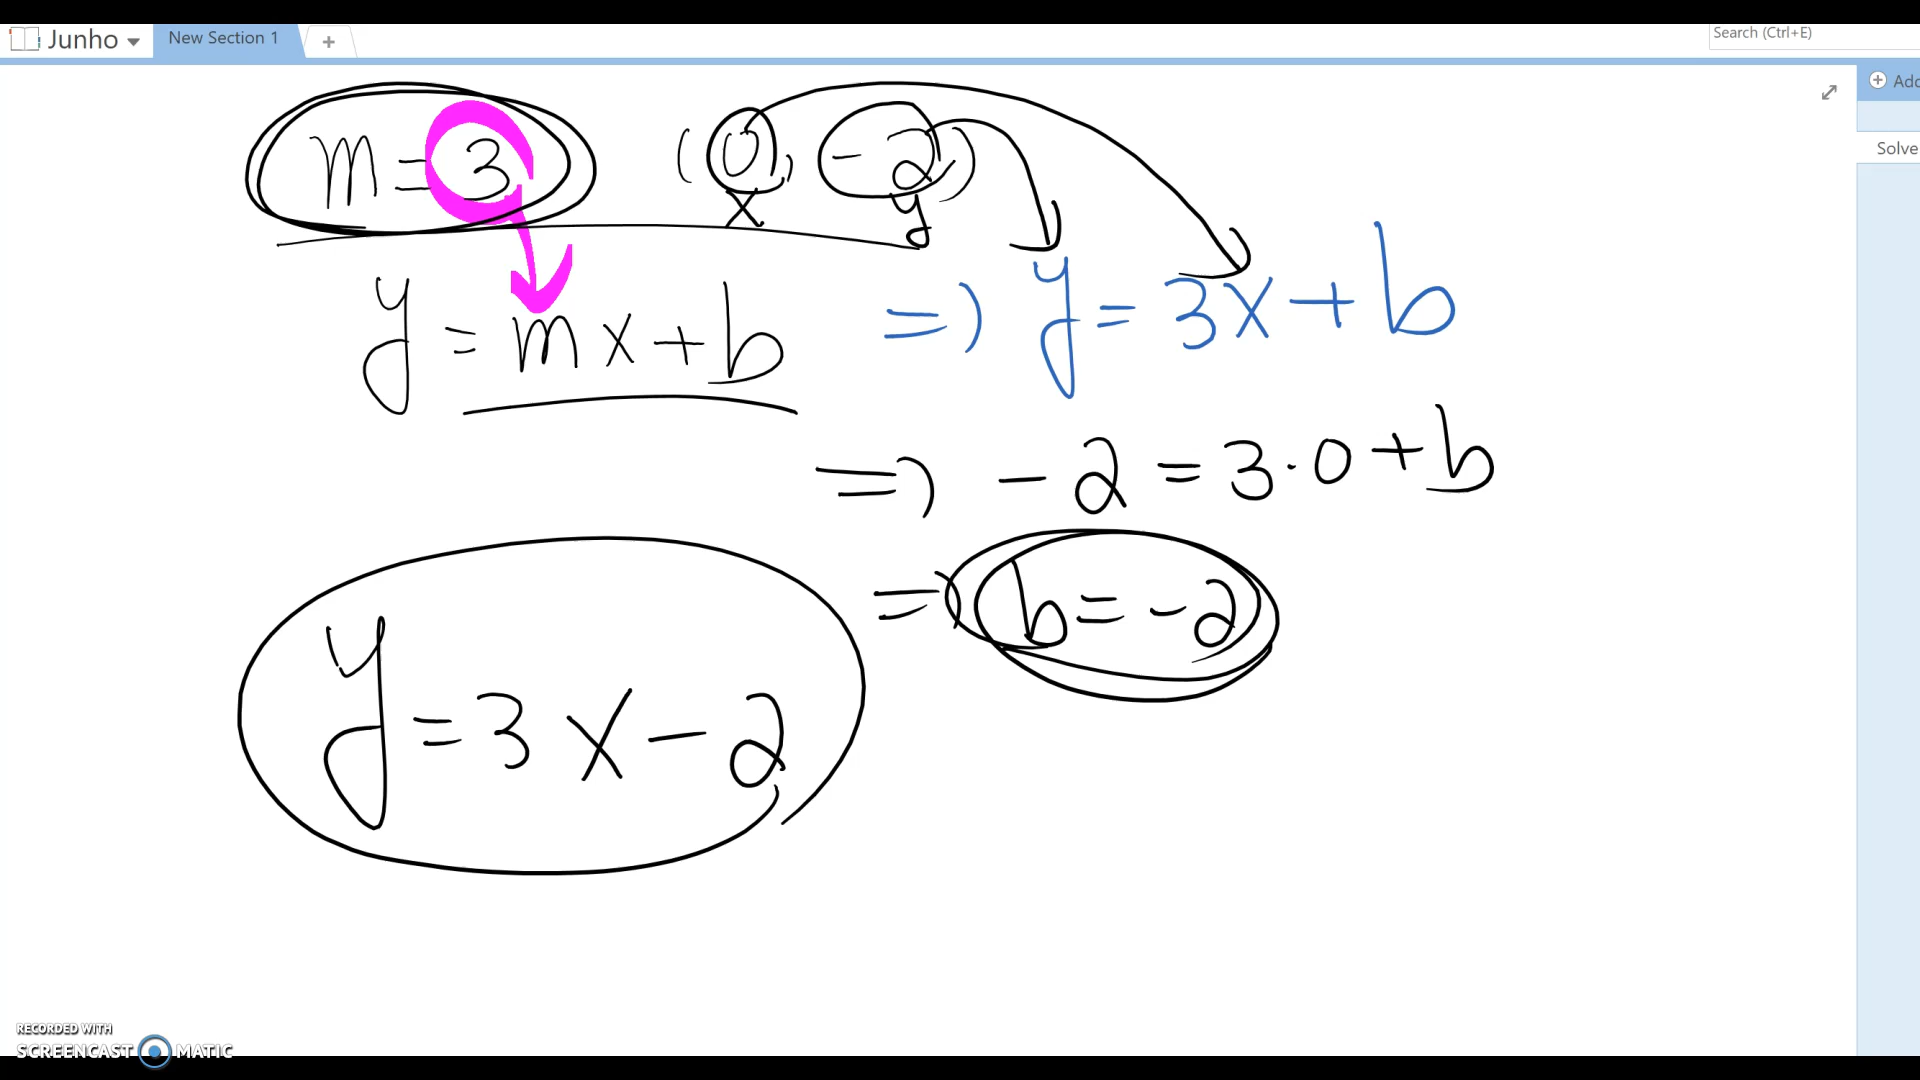 Junho New Section 1 +
Search (Ctrl+E)
Add
Solve
m = 3 (0, -2)
x y
y = mx + b => y = 3x + b
=> -2 = 3·0 + b
=> b = -2
y = 3x - 2
RECORDED WITH
SCREENCAST MATIC